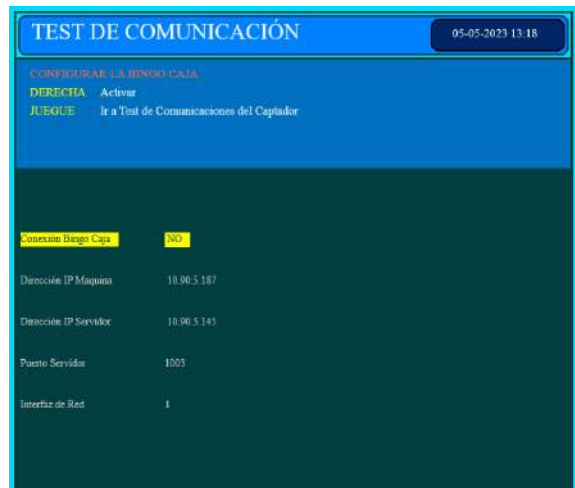 TEST DE COMUNICACIÓN 05-05-2023 13:18
CONFIGURAR LA BINGO CAJA
DERECHA Activar
JUEGUE Ir a Test de Comunicaciones del Captador
Conexión Bingo Caja NO
Dirección IP Maquina 10.90.5.187
Dirección IP Servidor 10.90.5.145
Puerto Servidor 1003
Interfaz de Red 1